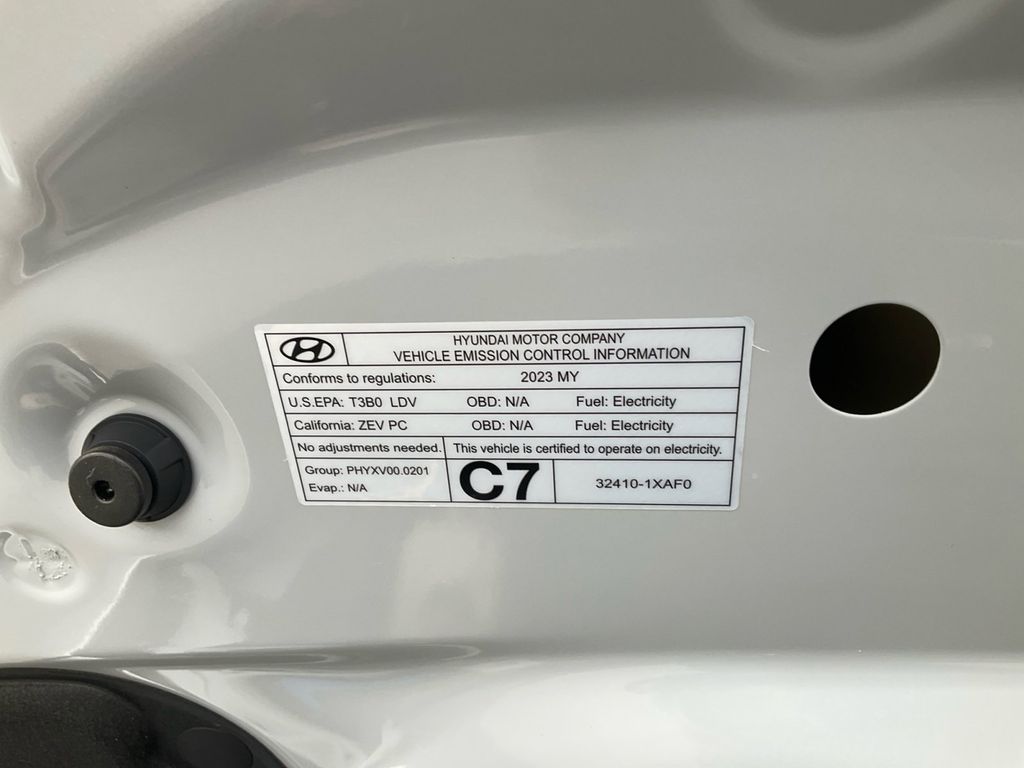 HYUNDAI MOTOR COMPANY
VEHICLE EMISSION CONTROL INFORMATION
Conforms to regulations: 2023 MY
U.S.EPA: T3B0 LDV OBD: N/A Fuel: Electricity
California: ZEV PC OBD: N/A Fuel: Electricity
No adjustments needed. This vehicle is certified to operate on electricity.
Group: PHYXV00.0201
Evap.: N/A
C7
32410-1XAF0